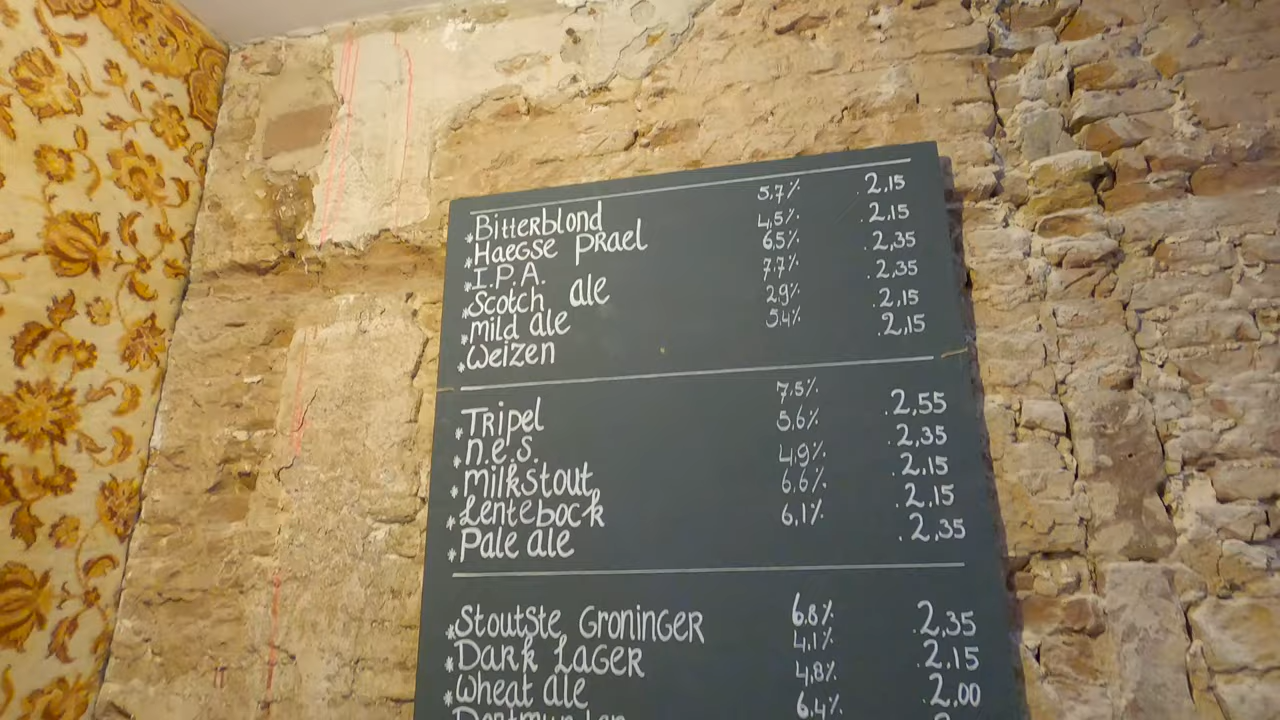 * Bitterblond 5,7% 2,15
* Haegse Prael 4,5% 2,15
* I.P.A. 6,5% 2,35
* Scotch ale 7,7% 2,35
* mild ale 2,9% 2,15
* Weizen 5,4% 2,15
* Tripel 7,5% 2,55
* n.e.s. 5,6% 2,35
* milkstout 4,9% 2,15
* Lentebock 6,6% 2,15
* Pale ale 6,1% 2,35
* Stoutste Groninger 6,8% 2,35
* Dark Lager 4,1% 2,15
* Wheat ale 4,8% 2,00
6,4%